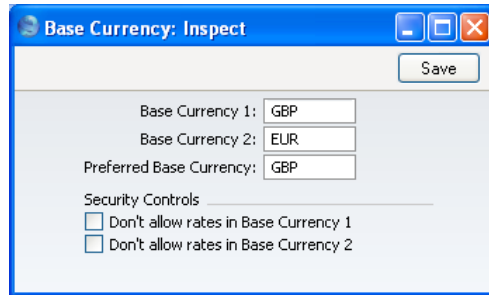 Base Currency: Inspect
Save
Base Currency 1: GBP
Base Currency 2: EUR
Preferred Base Currency: GBP
Security Controls
Don't allow rates in Base Currency 1
Don't allow rates in Base Currency 2